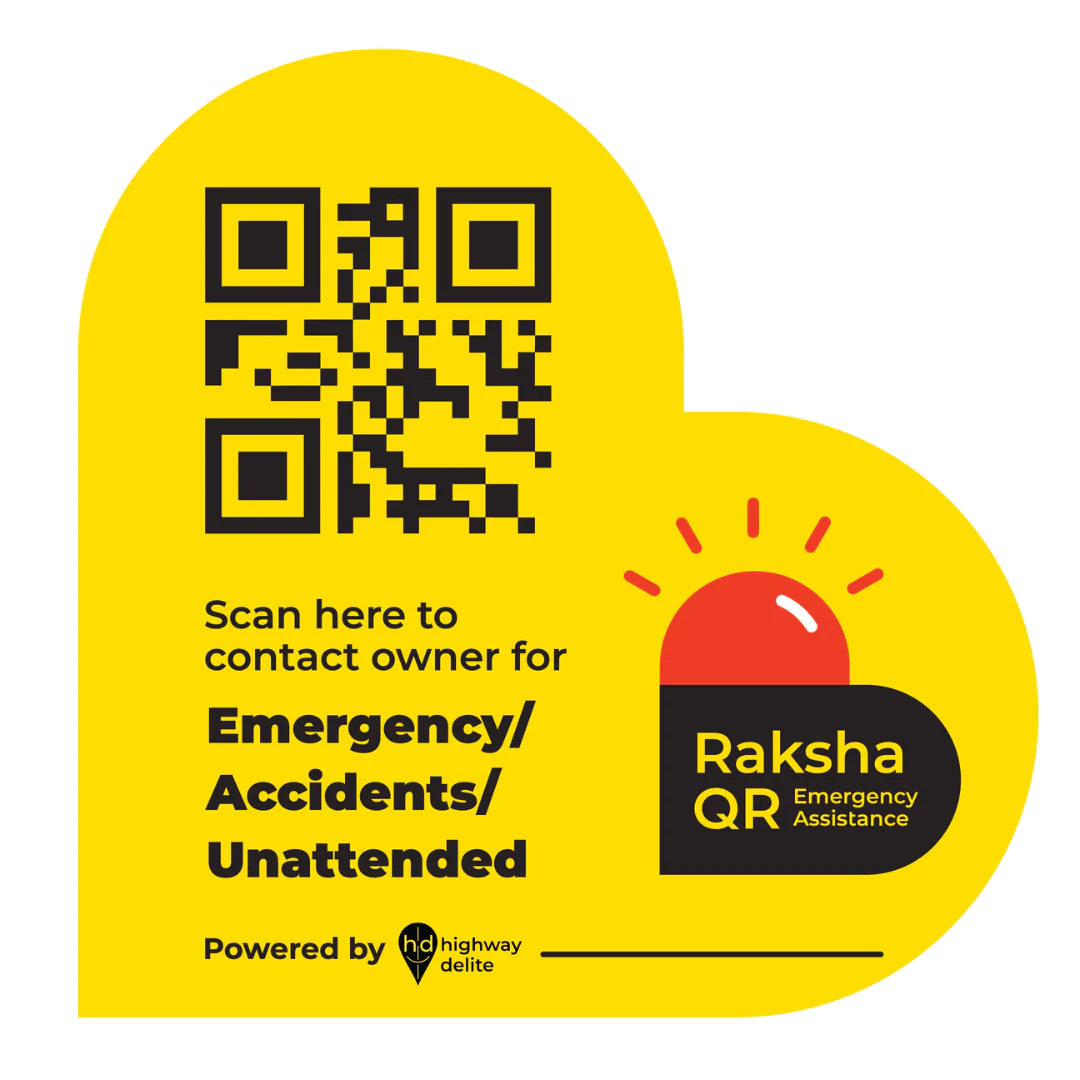 Scan here to
contact owner for
Emergency/
Accidents/
Unattended
Raksha
QR Emergency
Assistance
Powered by hd highway
delite